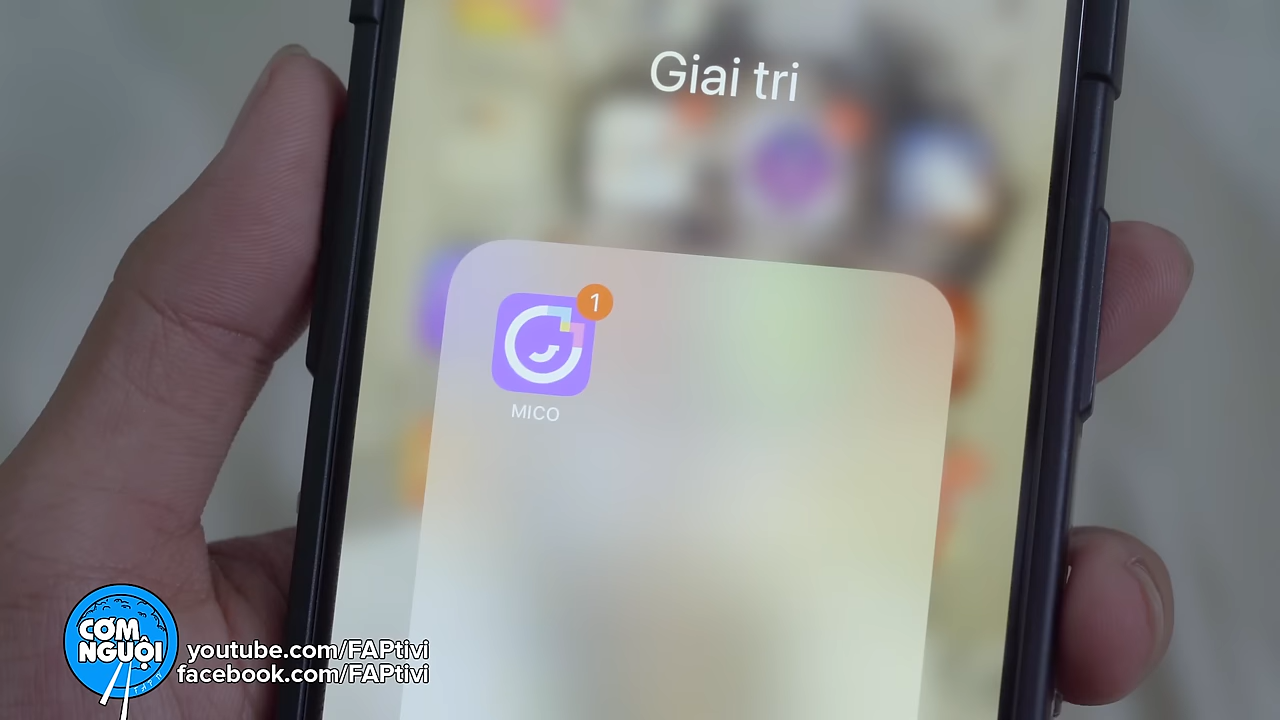 Giai tri
1
MICO
CƠM
NGUỘI
youtube.com/FAPtivi
facebook.com/FAPtivi